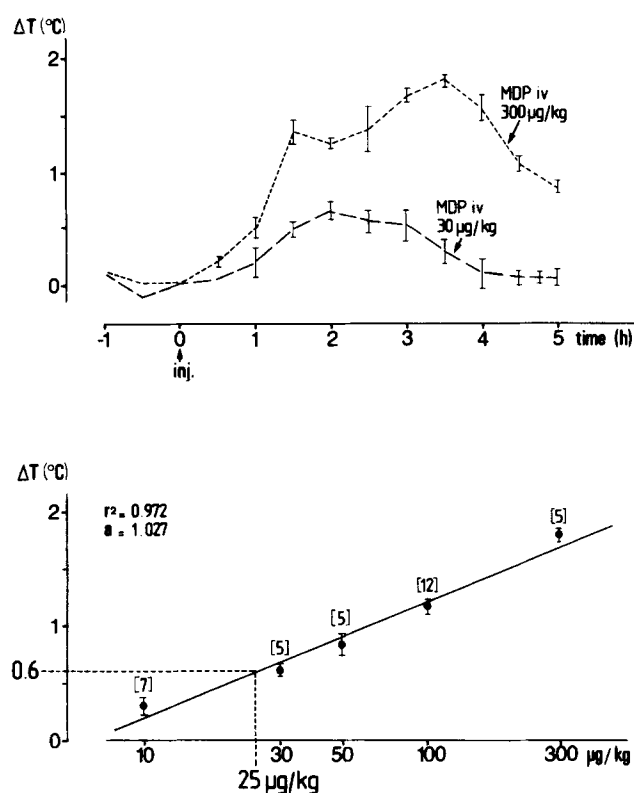 ΔT (°C)
2
1
0
MDP iv
300 µg/kg
MDP iv
30 µg/kg
-1 0 1 2 3 4 5 time (h)
inj.
ΔT (°C)
2
1
0.6
0
r² = 0.972
a = 1.027
[7]
[5]
[5]
[12]
[5]
10 30 50 100 300 µg/kg
25 µg/kg